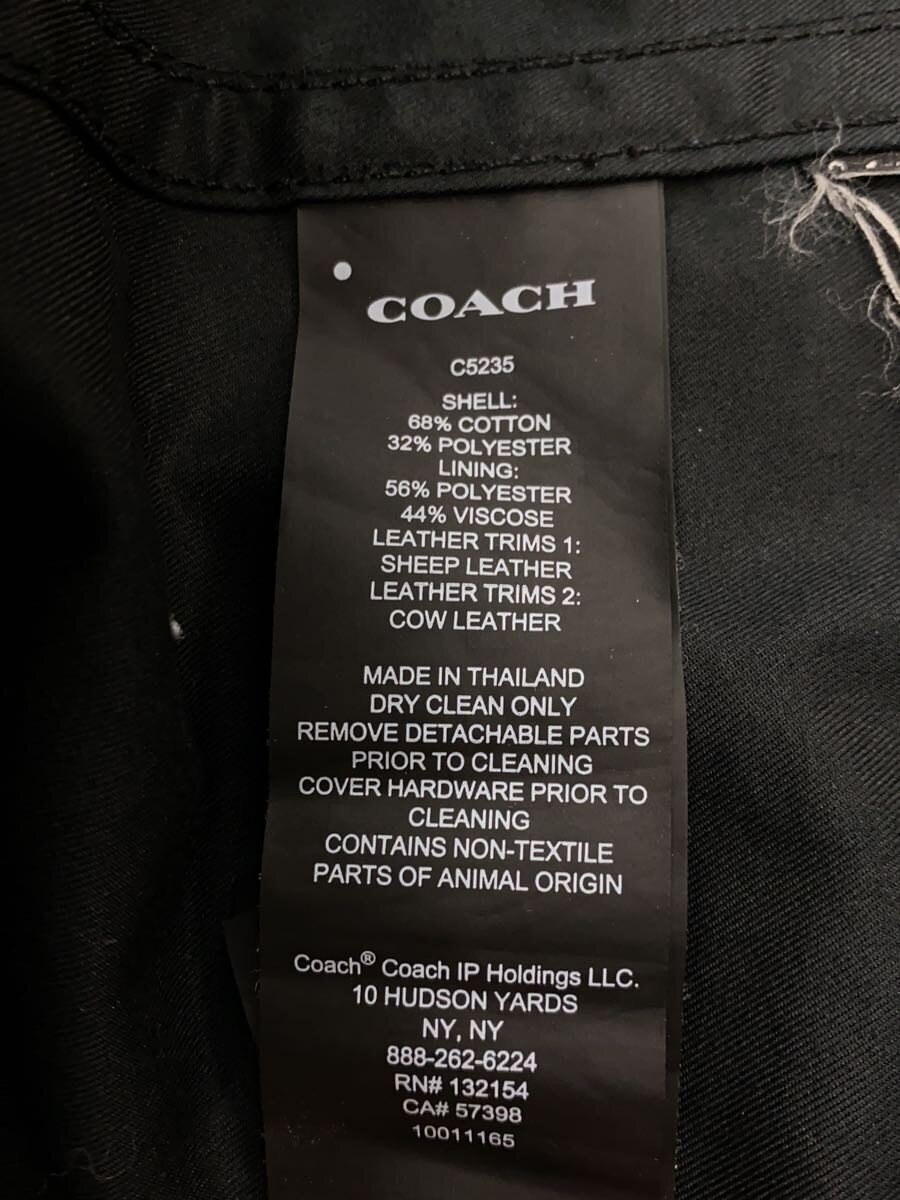 COACH
C5235
SHELL:
68% COTTON
32% POLYESTER
LINING:
56% POLYESTER
44% VISCOSE
LEATHER TRIMS 1:
SHEEP LEATHER
LEATHER TRIMS 2:
COW LEATHER
MADE IN THAILAND
DRY CLEAN ONLY
REMOVE DETACHABLE PARTS
PRIOR TO CLEANING
COVER HARDWARE PRIOR TO
CLEANING
CONTAINS NON-TEXTILE
PARTS OF ANIMAL ORIGIN
Coach® Coach IP Holdings LLC.
10 HUDSON YARDS
NY, NY
888-262-6224
RN# 132154
CA# 57398
10011165